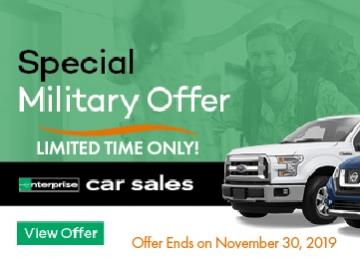 Special
Military Offer
LIMITED TIME ONLY!
enterprise car sales
View Offer
Offer Ends on November 30, 2019